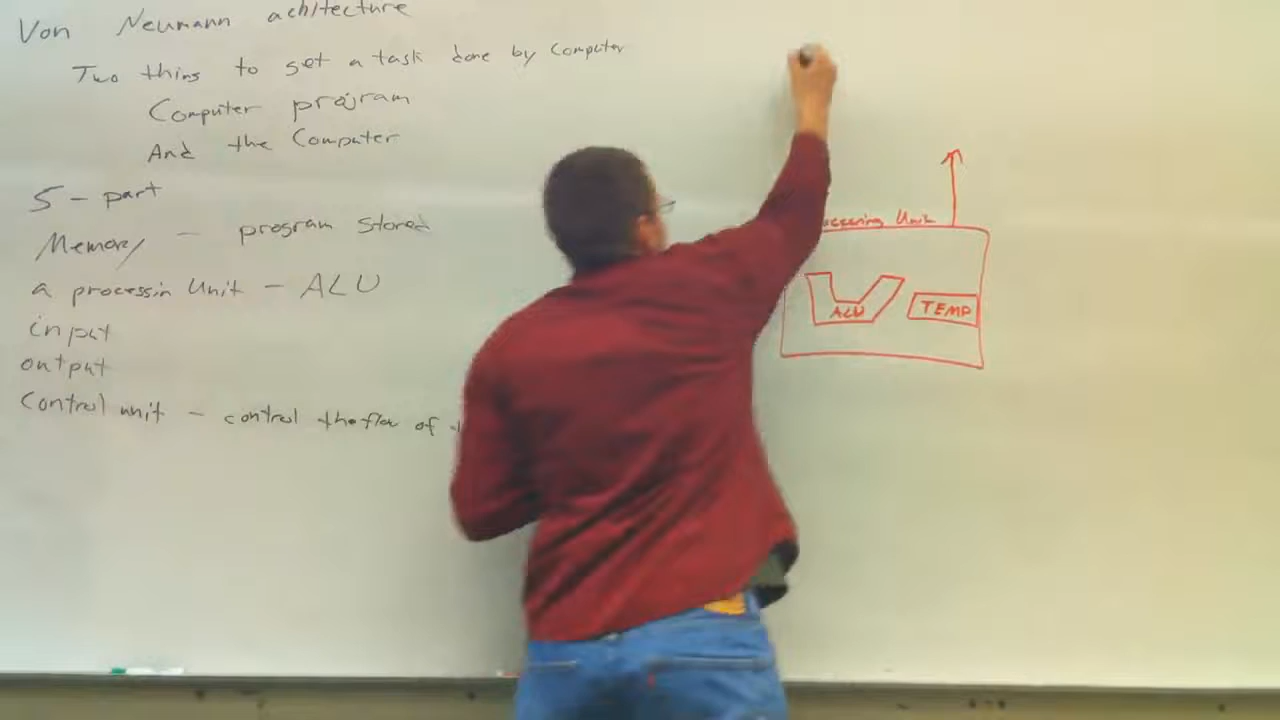 Von Neumann achitecture
Two thins to get a task done by Computer
Computer program
And the Computer
5 - part
Memory - program stored
a processin Unit - ALU
input
output
Control unit - control the flow of
Unit
ALU
TEMP